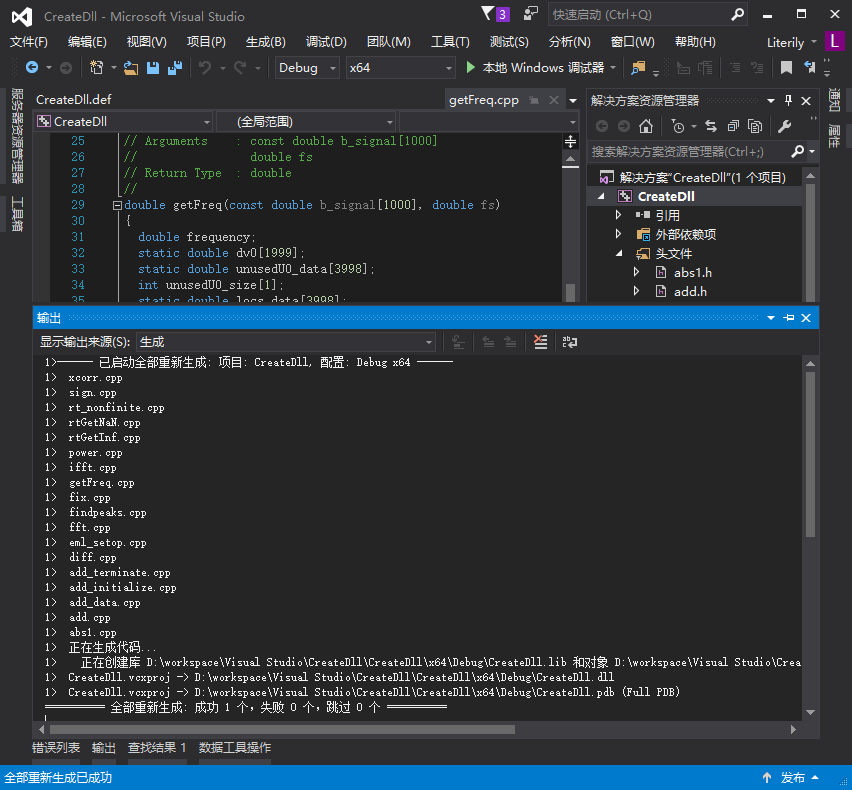 CreateDll - Microsoft Visual Studio
3
快速启动 (Ctrl+Q)
文件(F) 编辑(E) 视图(V) 项目(P) 生成(B) 调试(D) 团队(M) 工具(T) 测试(S) 分析(N) 窗口(W) 帮助(H) Literily L
Debug x64 本地 Windows 调试器
服务器资源管理器
工具箱
CreateDll.def getFreq.cpp
CreateDll (全局范围)
25 // Arguments : const double b_signal[1000]
26 // double fs
27 // Return Type : double
28 //
29 double getFreq(const double b_signal[1000], double fs)
30 {
31 double frequency;
32 static double dv0[1999];
33 static double unusedU0_data[3998];
34 int unusedU0_size[1];
35 static double locs_data[3998];
解决方案资源管理器
搜索解决方案资源管理器(Ctrl+;)
解决方案"CreateDll"(1 个项目)
CreateDll
引用
外部依赖项
头文件
abs1.h
add.h
通知
属性
输出
显示输出来源(S): 生成
1>------ 已启动全部重新生成: 项目: CreateDll, 配置: Debug x64 ------
1> xcorr.cpp
1> sign.cpp
1> rt_nonfinite.cpp
1> rtGetNaN.cpp
1> rtGetInf.cpp
1> power.cpp
1> ifft.cpp
1> getFreq.cpp
1> fix.cpp
1> findpeaks.cpp
1> fft.cpp
1> eml_setop.cpp
1> diff.cpp
1> add_terminate.cpp
1> add_initialize.cpp
1> add_data.cpp
1> add.cpp
1> abs1.cpp
1> 正在生成代码...
1> 正在创建库 D:\workspace\Visual Studio\CreateDll\CreateDll\x64\Debug\CreateDll.lib 和对象 D:\workspace\Visual Studio\Crea
1> CreateDll.vcxproj -> D:\workspace\Visual Studio\CreateDll\CreateDll\x64\Debug\CreateDll.dll
1> CreateDll.vcxproj -> D:\workspace\Visual Studio\CreateDll\CreateDll\x64\Debug\CreateDll.pdb (Full PDB)
========== 全部重新生成: 成功 1 个，失败 0 个，跳过 0 个 ==========
错误列表 输出 查找结果 1 数据工具操作
全部重新生成已成功 发布